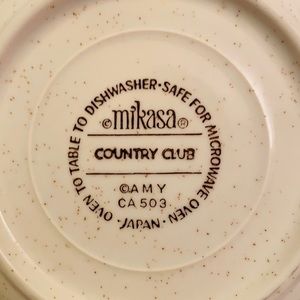 OVEN TO TABLE TO DISHWASHER · SAFE FOR MICROWAVE OVEN ·
© mikasa ®
COUNTRY CLUB
© AMY
CA 503
· JAPAN ·